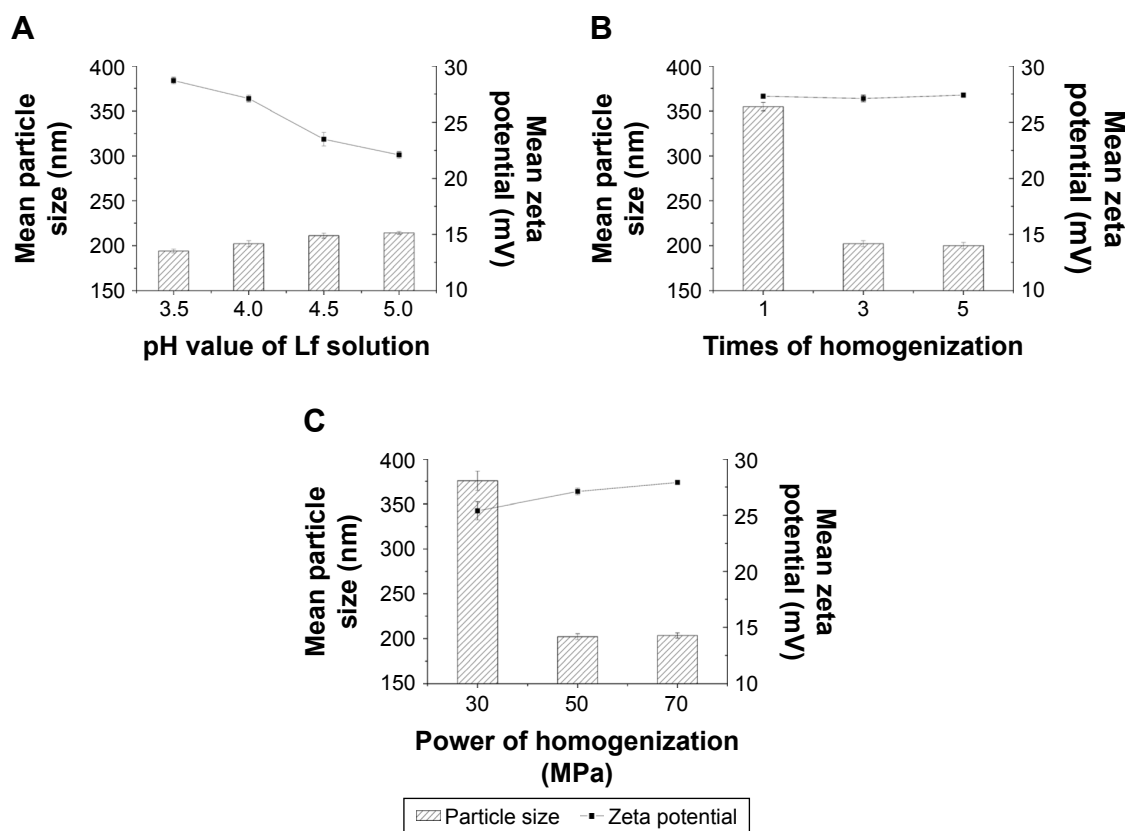 A
Mean particle
size (nm)
400
350
300
250
200
150
30
25
20
15
10
Mean zeta
potential (mV)
3.5 4.0 4.5 5.0
pH value of Lf solution
B
Mean particle
size (nm)
400
350
300
250
200
150
30
25
20
15
10
Mean zeta
potential (mV)
1 3 5
Times of homogenization
C
Mean particle
size (nm)
400
350
300
250
200
150
30
25
20
15
10
Mean zeta
potential (mV)
30 50 70
Power of homogenization
(MPa)
Particle size Zeta potential